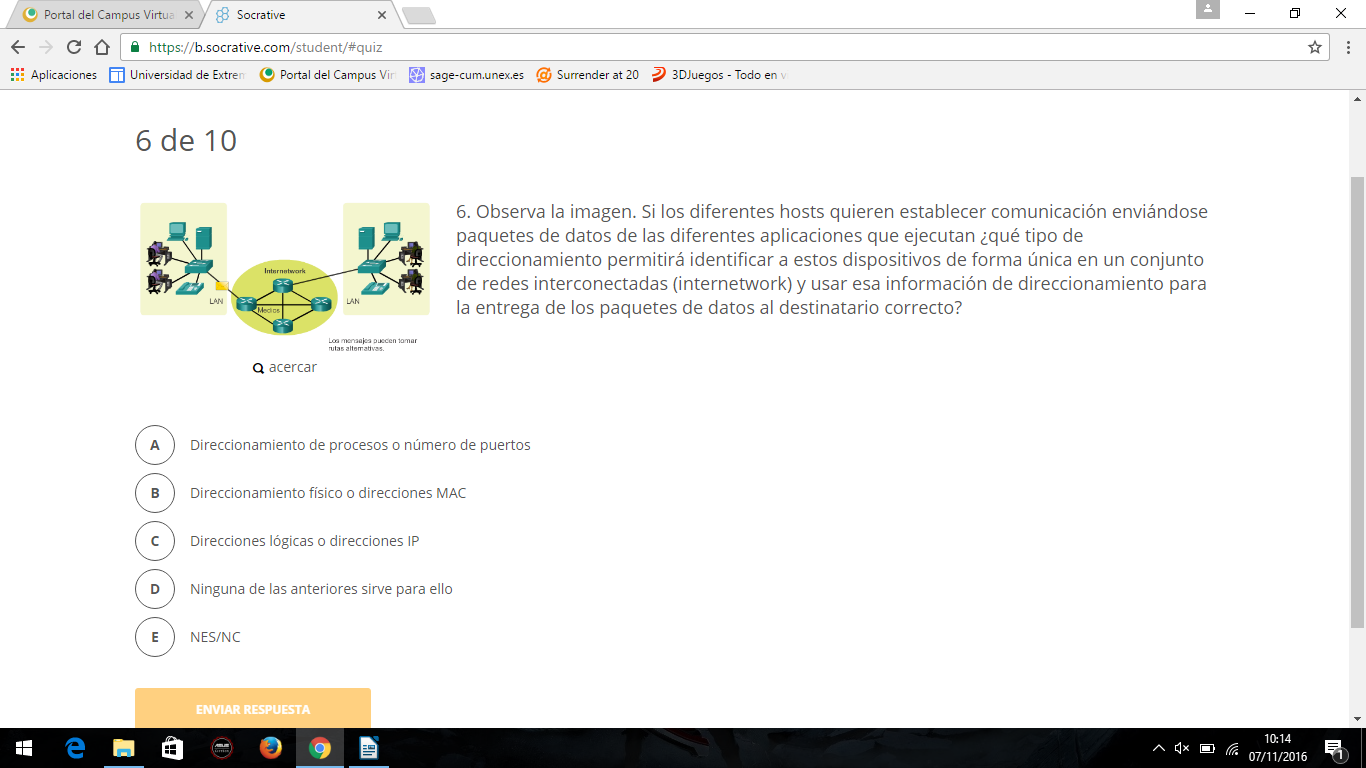 Portal del Campus Virtua
Socrative
https://b.socrative.com/student/#quiz
Aplicaciones
Universidad de Extrem
Portal del Campus Vir
sage-cum.unex.es
Surrender at 20
3DJuegos - Todo en v
6 de 10
6. Observa la imagen. Si los diferentes hosts quieren establecer comunicación enviándose
paquetes de datos de las diferentes aplicaciones que ejecutan ¿qué tipo de
direccionamiento permitirá identificar a estos dispositivos de forma única en un conjunto
de redes interconectadas (internetwork) y usar esa información de direccionamiento para
la entrega de los paquetes de datos al destinatario correcto?
Internetwork
LAN
Medios
LAN
Los mensajes pueden tomar
rutas alternativas.
acercar
A Direccionamiento de procesos o número de puertos
B Direccionamiento físico o direcciones MAC
C Direcciones lógicas o direcciones IP
D Ninguna de las anteriores sirve para ello
E NES/NC
ENVIAR RESPUESTA
10:14
07/11/2016
1